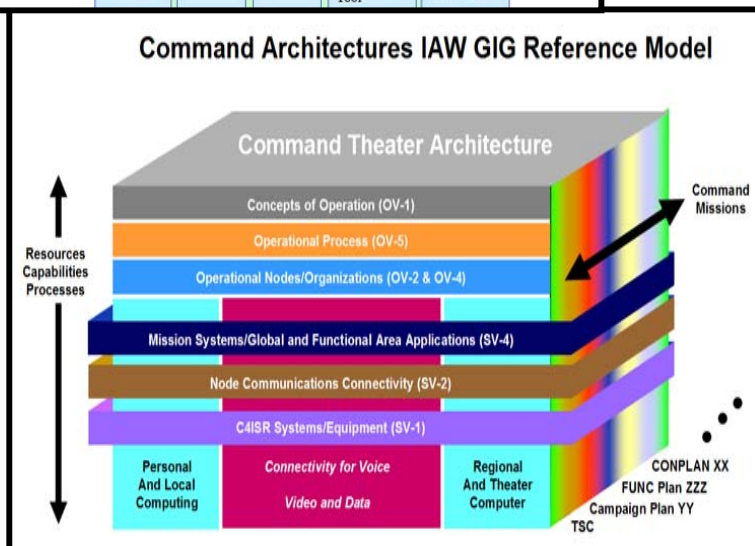 Tool
Command Architectures IAW GIG Reference Model
Command Theater Architecture
Concepts of Operation (OV-1)
Operational Process (OV-5)
Operational Nodes/Organizations (OV-2 & OV-4)
Mission Systems/Global and Functional Area Applications (SV-4)
Node Communications Connectivity (SV-2)
C4ISR Systems/Equipment (SV-1)
Resources
Capabilities
Processes
Command
Missions
Personal
And Local
Computing
Connectivity for Voice
Video and Data
Regional
And Theater
Computer
CONPLAN XX
FUNC Plan ZZZ
Campaign Plan YY
TSC